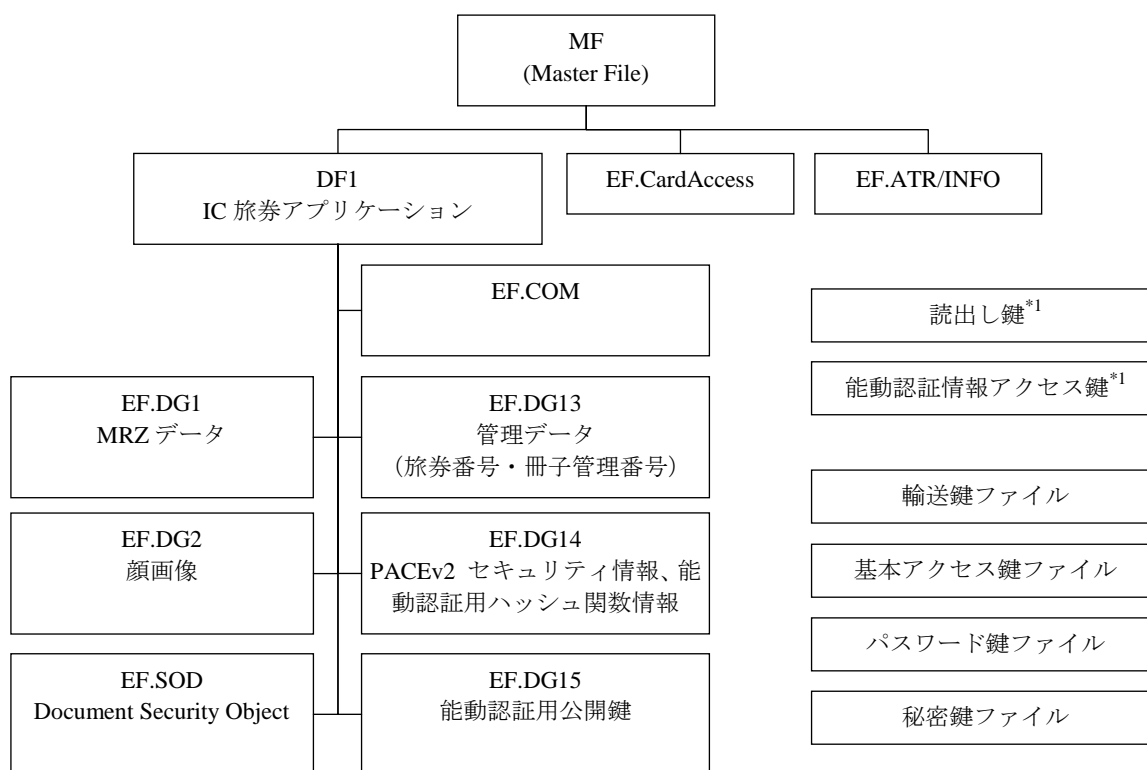 MF
(Master File)
DF1
IC 旅券アプリケーション
EF.CardAccess
EF.ATR/INFO
EF.COM
読出し鍵*1
能動認証情報アクセス鍵*1
EF.DG1
MRZ データ
EF.DG13
管理データ
（旅券番号・冊子管理番号）
輸送鍵ファイル
EF.DG2
顔画像
EF.DG14
PACEv2 セキュリティ情報、能
動認証用ハッシュ関数情報
基本アクセス鍵ファイル
パスワード鍵ファイル
EF.SOD
Document Security Object
EF.DG15
能動認証用公開鍵
秘密鍵ファイル